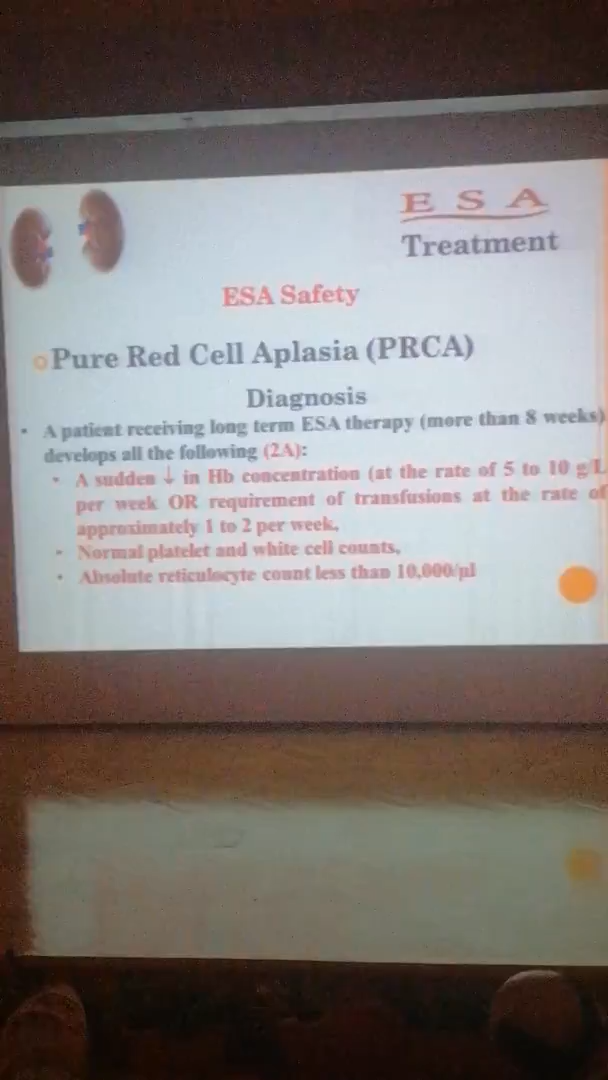 E S A
Treatment
ESA Safety
Pure Red Cell Aplasia (PRCA)
Diagnosis
• A patient receiving long term ESA therapy (more than 8 weeks)
develops all the following (2A):
• A sudden ↓ in Hb concentration (at the rate of 5 to 10 g/L
per week OR requirement of transfusions at the rate of
approximately 1 to 2 per week,
• Normal platelet and white cell counts,
• Absolute reticulocyte count less than 10,000/µl